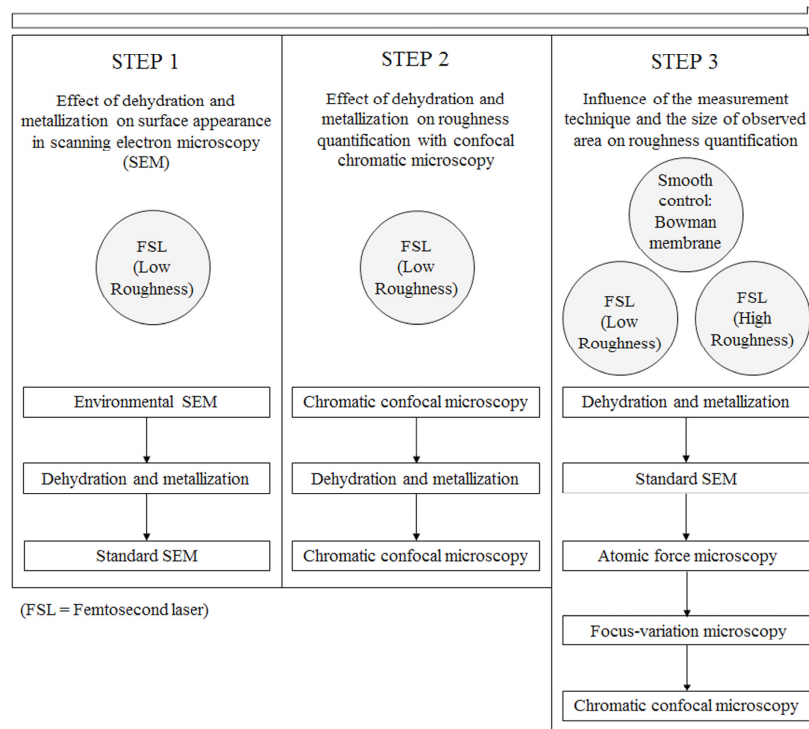 STEP 1
Effect of dehydration and
metallization on surface appearance
in scanning electron microscopy
(SEM)
FSL
(Low
Roughness)
Environmental SEM
Dehydration and metallization
Standard SEM
STEP 2
Effect of dehydration and
metallization on roughness
quantification with confocal
chromatic microscopy
FSL
(Low
Roughness)
Chromatic confocal microscopy
Dehydration and metallization
Chromatic confocal microscopy
STEP 3
Influence of the measurement
technique and the size of observed
area on roughness quantification
Smooth
control:
Bowman
membrane
FSL
(Low
Roughness)
FSL
(High
Roughness)
Dehydration and metallization
Standard SEM
Atomic force microscopy
Focus-variation microscopy
Chromatic confocal microscopy
(FSL = Femtosecond laser)